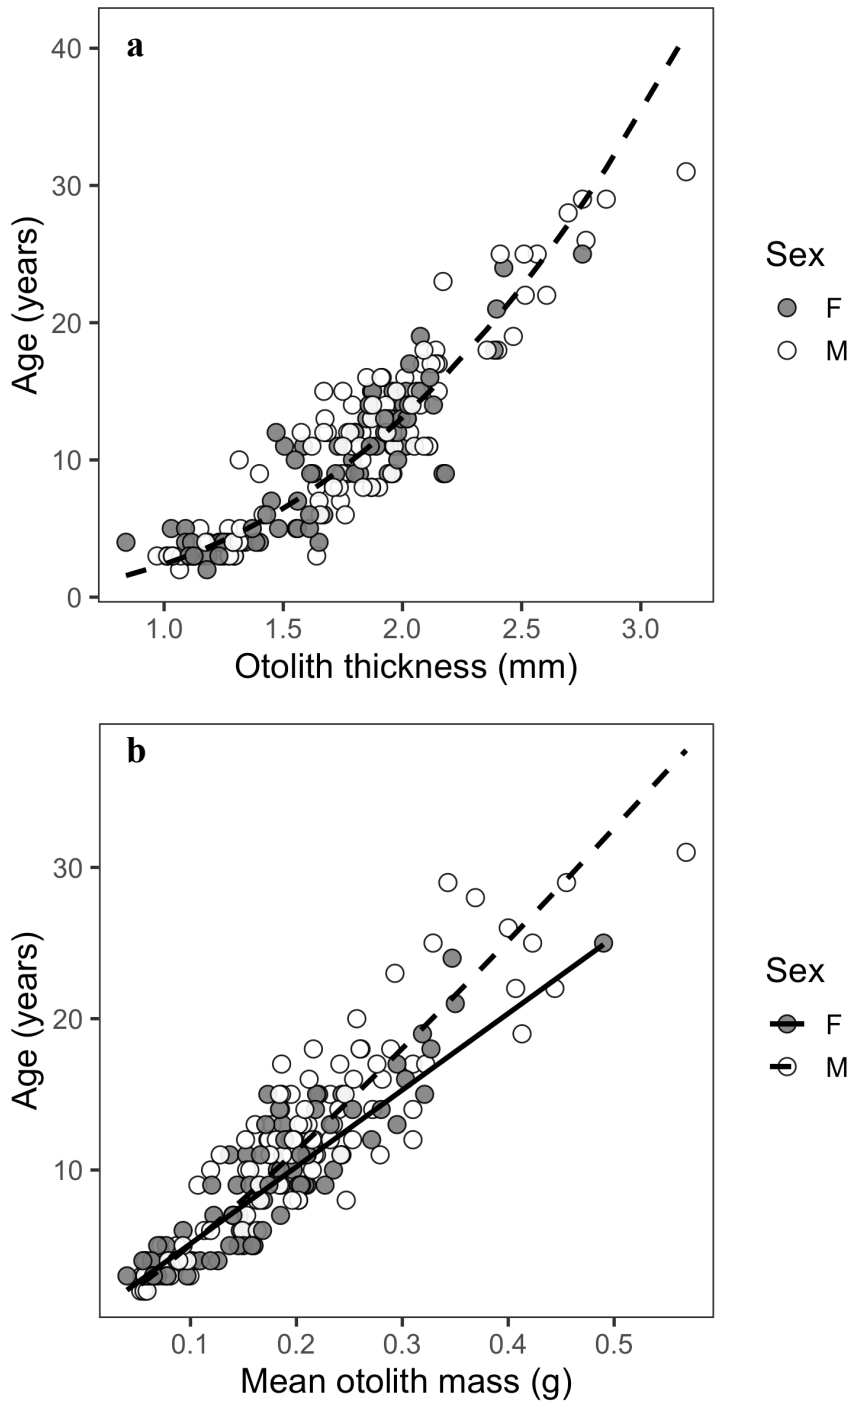 a
40
30
20
10
0
Age (years)
1.0 1.5 2.0 2.5 3.0
Otolith thickness (mm)
Sex
F
M
b
30
20
10
Age (years)
0.1 0.2 0.3 0.4 0.5
Mean otolith mass (g)
Sex
F
M